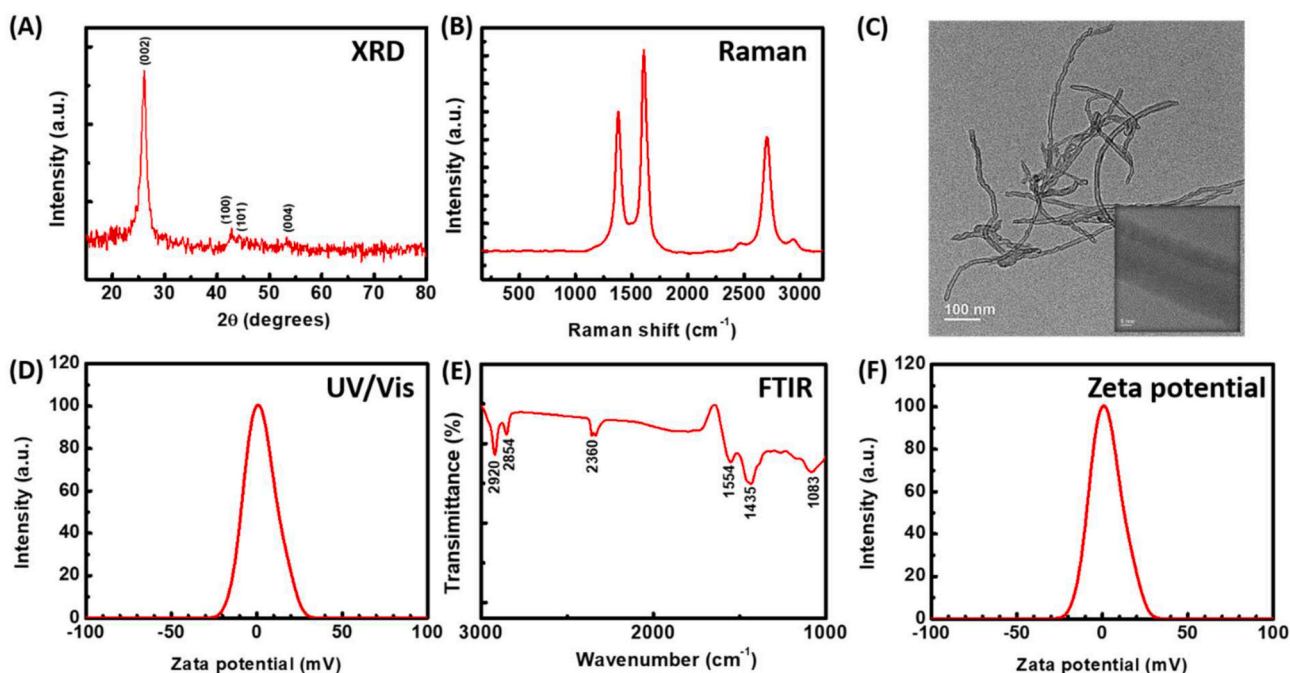 (A)
XRD
(002)
(100)
(101)
(004)
Intensity (a.u.)
20 30 40 50 60 70 80
2θ (degrees)
(B)
Raman
Intensity (a.u.)
500 1000 1500 2000 2500 3000
Raman shift (cm⁻¹)
(C)
100 nm
(D)
UV/Vis
Intensity (a.u.)
120
100
80
60
40
20
0
-100 -50 0 50 100
Zata potential (mV)
(E)
FTIR
Transimittance (%)
2920
2854
2360
1554
1435
1083
3000 2000 1000
Wavenumber (cm⁻¹)
(F)
Zeta potential
Intensity (a.u.)
120
100
80
60
40
20
0
-100 -50 0 50 100
Zata potential (mV)